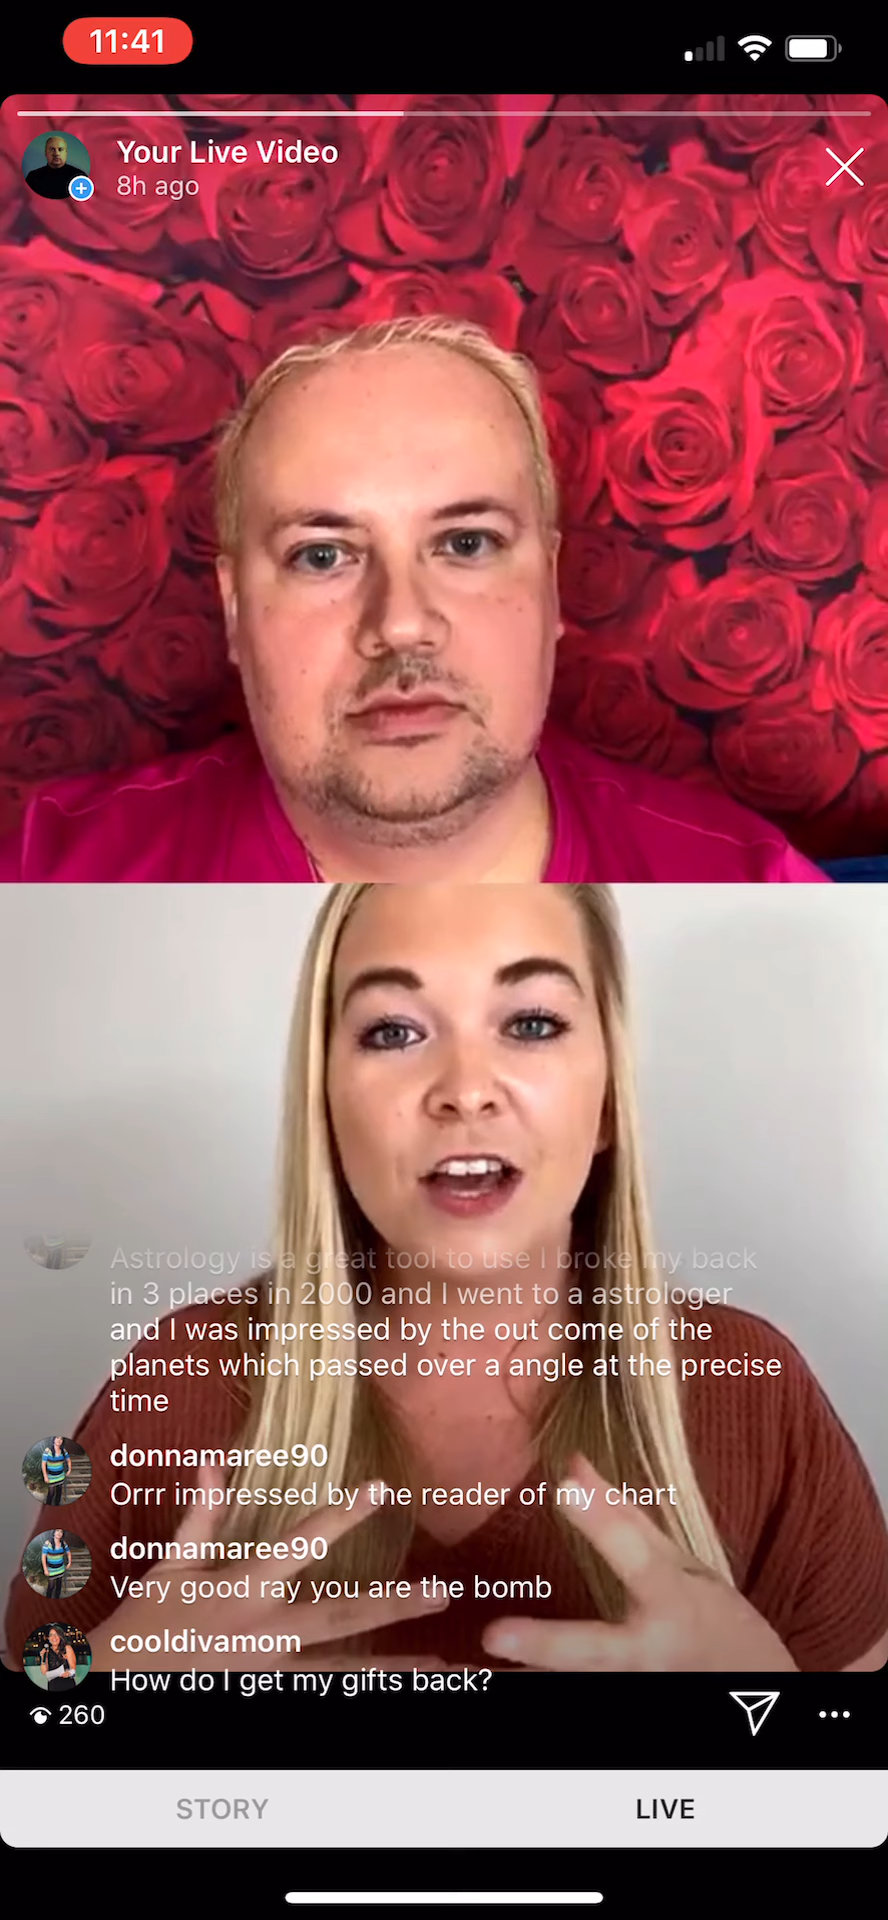 11:41
Your Live Video
8h ago
Astrology is a great tool to use I broke my back
in 3 places in 2000 and I went to a astrologer
and I was impressed by the out come of the
planets which passed over a angle at the precise
time
donnamaree90
Orrr impressed by the reader of my chart
donnamaree90
Very good ray you are the bomb
cooldivamom
How do I get my gifts back?
260
STORY
LIVE